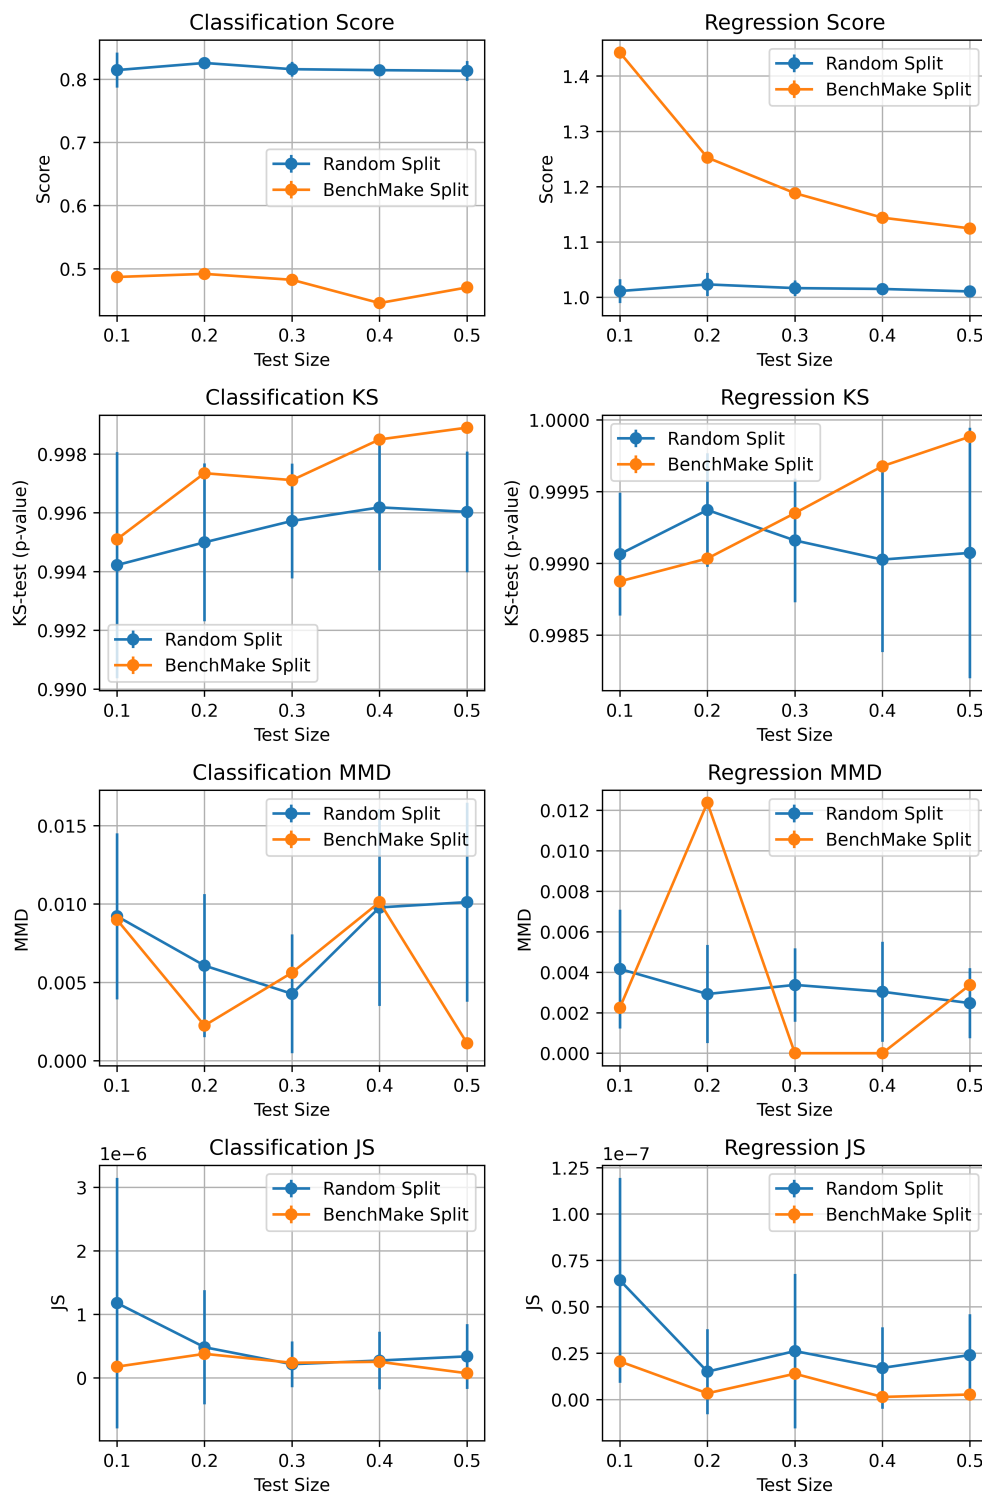 Classification Score
Score
0.8
0.7
0.6
0.5
Random Split
BenchMake Split
0.1 0.2 0.3 0.4 0.5
Test Size
Regression Score
Score
1.4
1.3
1.2
1.1
1.0
Random Split
BenchMake Split
0.1 0.2 0.3 0.4 0.5
Test Size
Classification KS
KS-test (p-value)
0.998
0.996
0.994
0.992
0.990
Random Split
BenchMake Split
0.1 0.2 0.3 0.4 0.5
Test Size
Regression KS
KS-test (p-value)
1.0000
0.9995
0.9990
0.9985
Random Split
BenchMake Split
0.1 0.2 0.3 0.4 0.5
Test Size
Classification MMD
MMD
0.015
0.010
0.005
0.000
Random Split
BenchMake Split
0.1 0.2 0.3 0.4 0.5
Test Size
Regression MMD
MMD
0.012
0.010
0.008
0.006
0.004
0.002
0.000
Random Split
BenchMake Split
0.1 0.2 0.3 0.4 0.5
Test Size
Classification JS
1e−6
JS
3
2
1
0
Random Split
BenchMake Split
0.1 0.2 0.3 0.4 0.5
Test Size
Regression JS
1e−7
JS
1.25
1.00
0.75
0.50
0.25
0.00
Random Split
BenchMake Split
0.1 0.2 0.3 0.4 0.5
Test Size